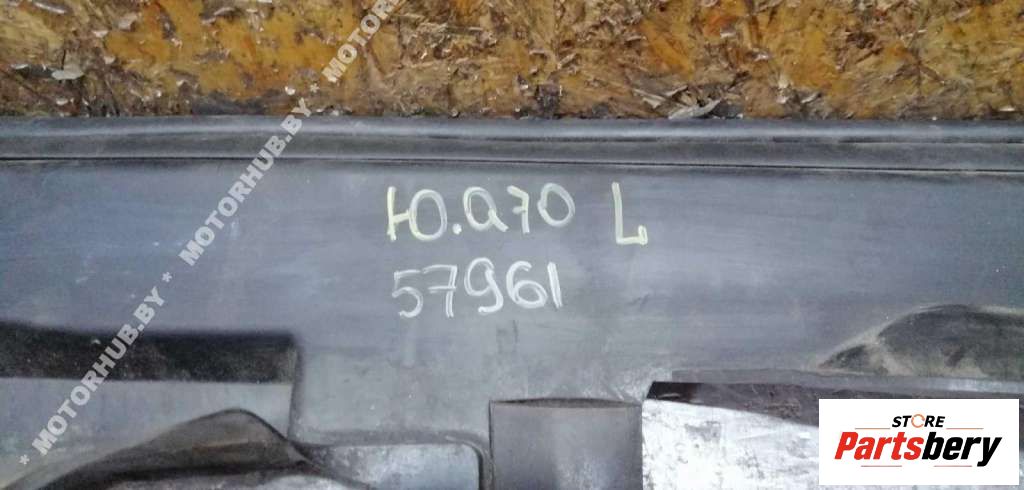 * MOTORHUB.BY * MOTORHUB.BY * MOTORHUB.BY
Ю.Q70 L
57961
STORE
Partsbery